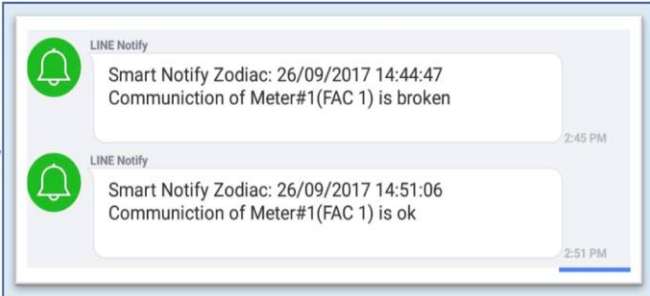 LINE Notify
Smart Notify Zodiac: 26/09/2017 14:44:47
Communiction of Meter#1(FAC 1) is broken
2:45 PM
LINE Notify
Smart Notify Zodiac: 26/09/2017 14:51:06
Communiction of Meter#1(FAC 1) is ok
2:51 PM